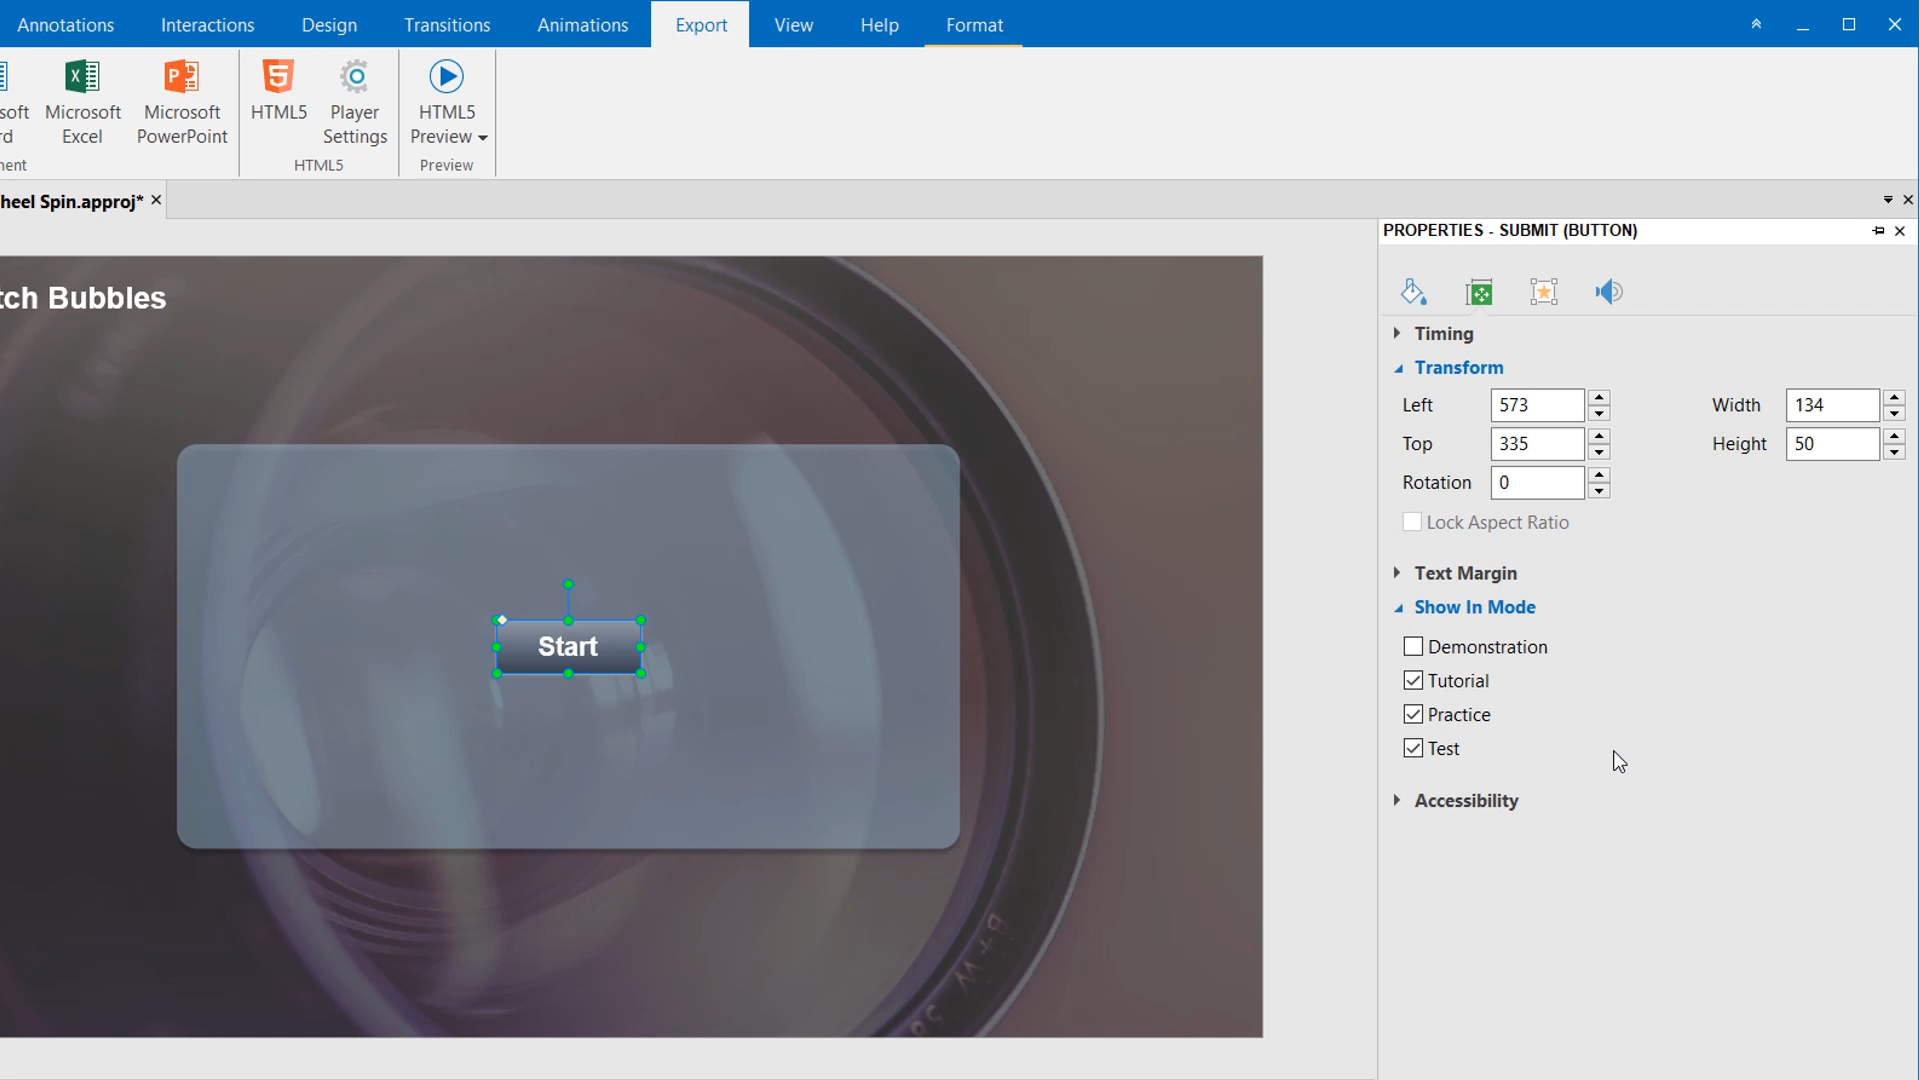 Annotations Interactions Design Transitions Animations Export View Help Format
soft Microsoft Microsoft HTML5 Player HTML5
rd Excel PowerPoint Settings Preview
ment HTML5 Preview
heel Spin.approj*
PROPERTIES - SUBMIT (BUTTON)
tch Bubbles
Timing
Transform
Left 573 Width 134
Top 335 Height 50
Rotation 0
Lock Aspect Ratio
Text Margin
Show In Mode
Start
Demonstration
Tutorial
Practice
Test
Accessibility
B+W 58